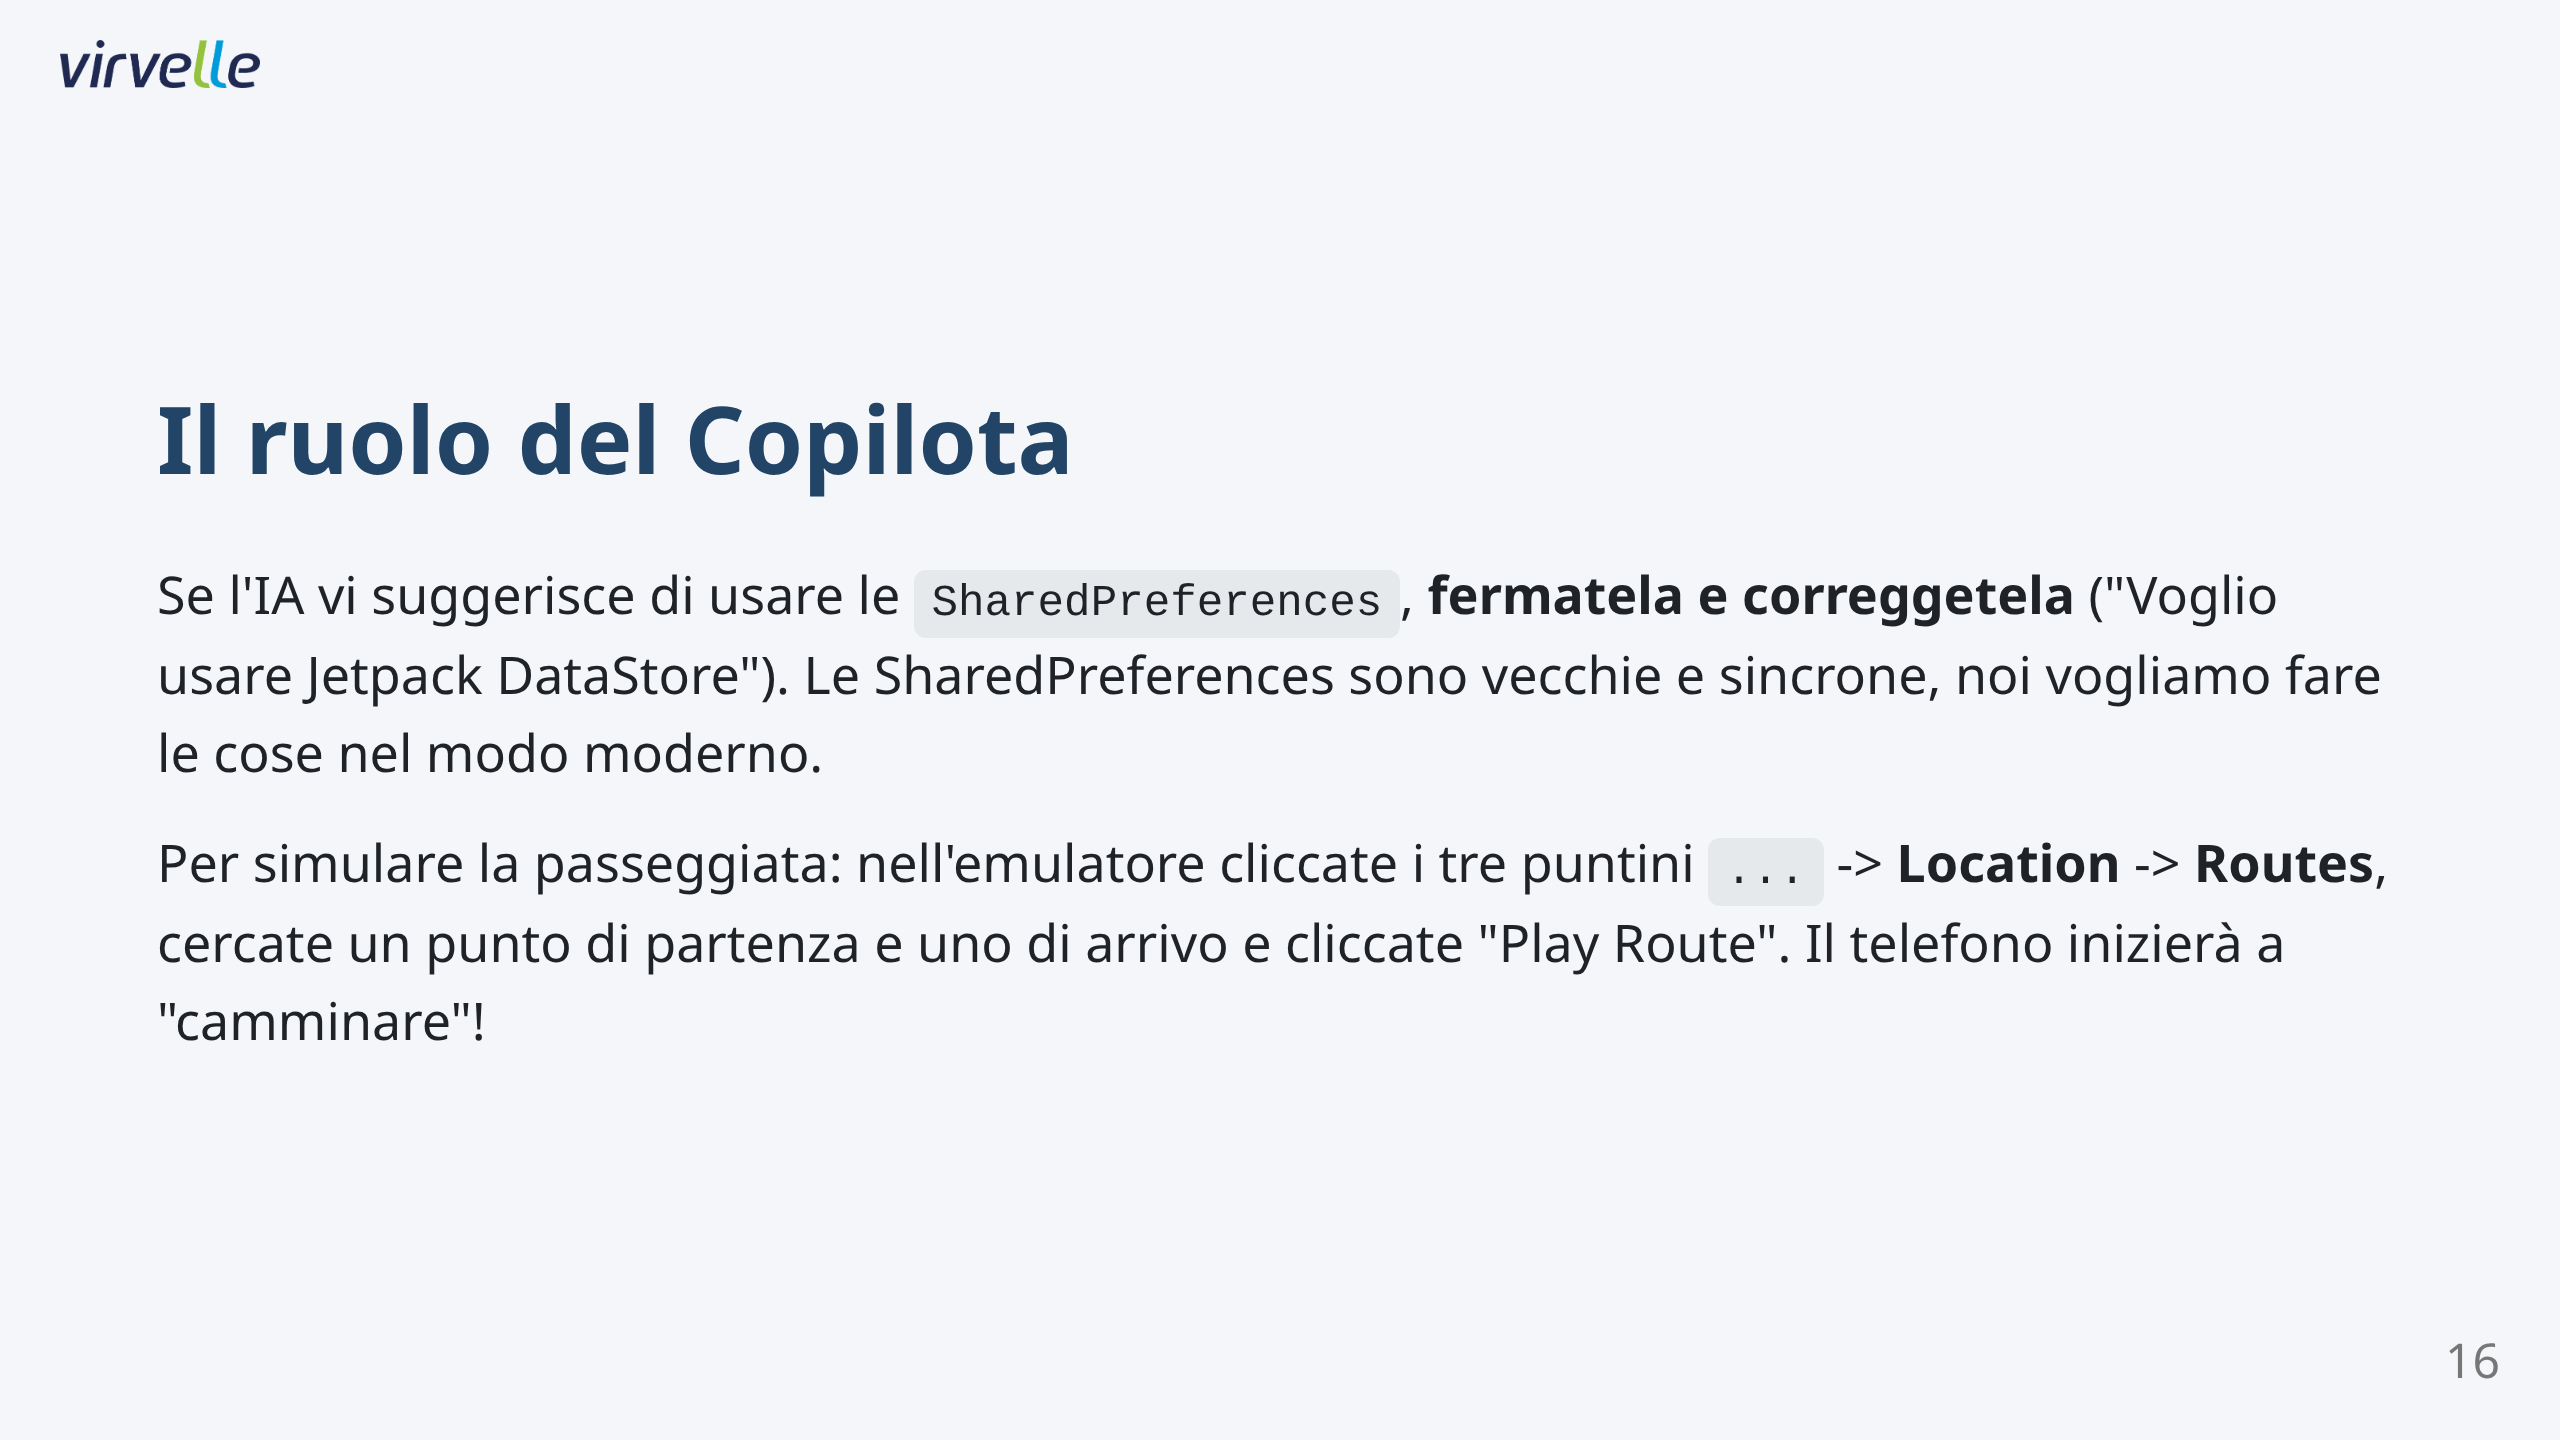 virvelle
Il ruolo del Copilota
Se l'IA vi suggerisce di usare le SharedPreferences, fermatela e correggetela ("Voglio
usare Jetpack DataStore"). Le SharedPreferences sono vecchie e sincrone, noi vogliamo fare
le cose nel modo moderno.
Per simulare la passeggiata: nell'emulatore cliccate i tre puntini ... -> Location -> Routes,
cercate un punto di partenza e uno di arrivo e cliccate "Play Route". Il telefono inizierà a
"camminare"!
16